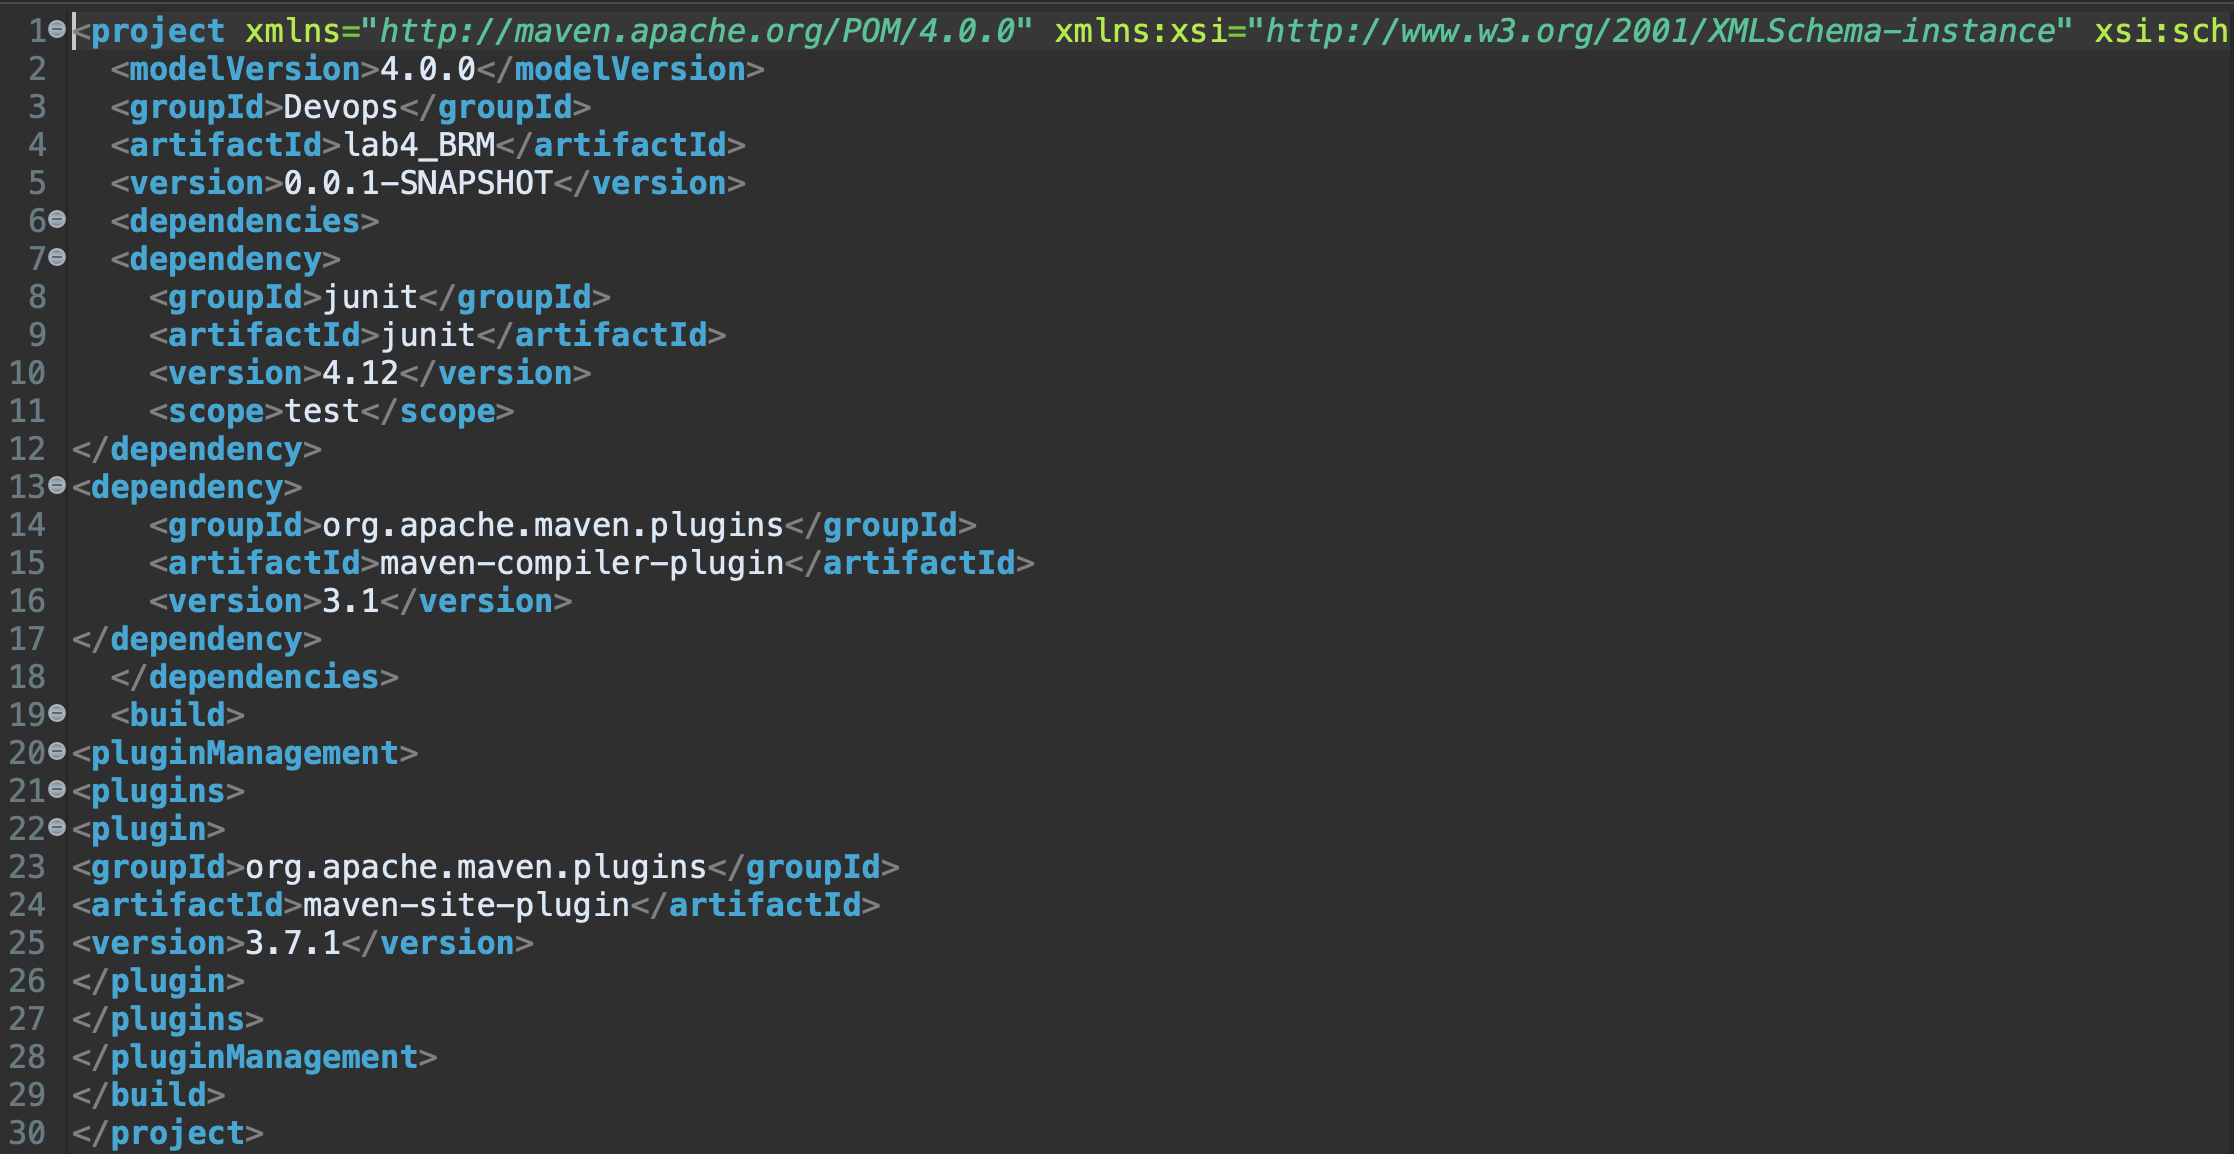 1 <project xmlns="http://maven.apache.org/POM/4.0.0" xmlns:xsi="http://www.w3.org/2001/XMLSchema-instance" xsi:sch
2   <modelVersion>4.0.0</modelVersion>
3   <groupId>Devops</groupId>
4   <artifactId>lab4_BRM</artifactId>
5   <version>0.0.1-SNAPSHOT</version>
6   <dependencies>
7   <dependency>
8     <groupId>junit</groupId>
9     <artifactId>junit</artifactId>
10     <version>4.12</version>
11     <scope>test</scope>
12 </dependency>
13 <dependency>
14     <groupId>org.apache.maven.plugins</groupId>
15     <artifactId>maven-compiler-plugin</artifactId>
16     <version>3.1</version>
17 </dependency>
18   </dependencies>
19   <build>
20 <pluginManagement>
21 <plugins>
22 <plugin>
23 <groupId>org.apache.maven.plugins</groupId>
24 <artifactId>maven-site-plugin</artifactId>
25 <version>3.7.1</version>
26 </plugin>
27 </plugins>
28 </pluginManagement>
29 </build>
30 </project>